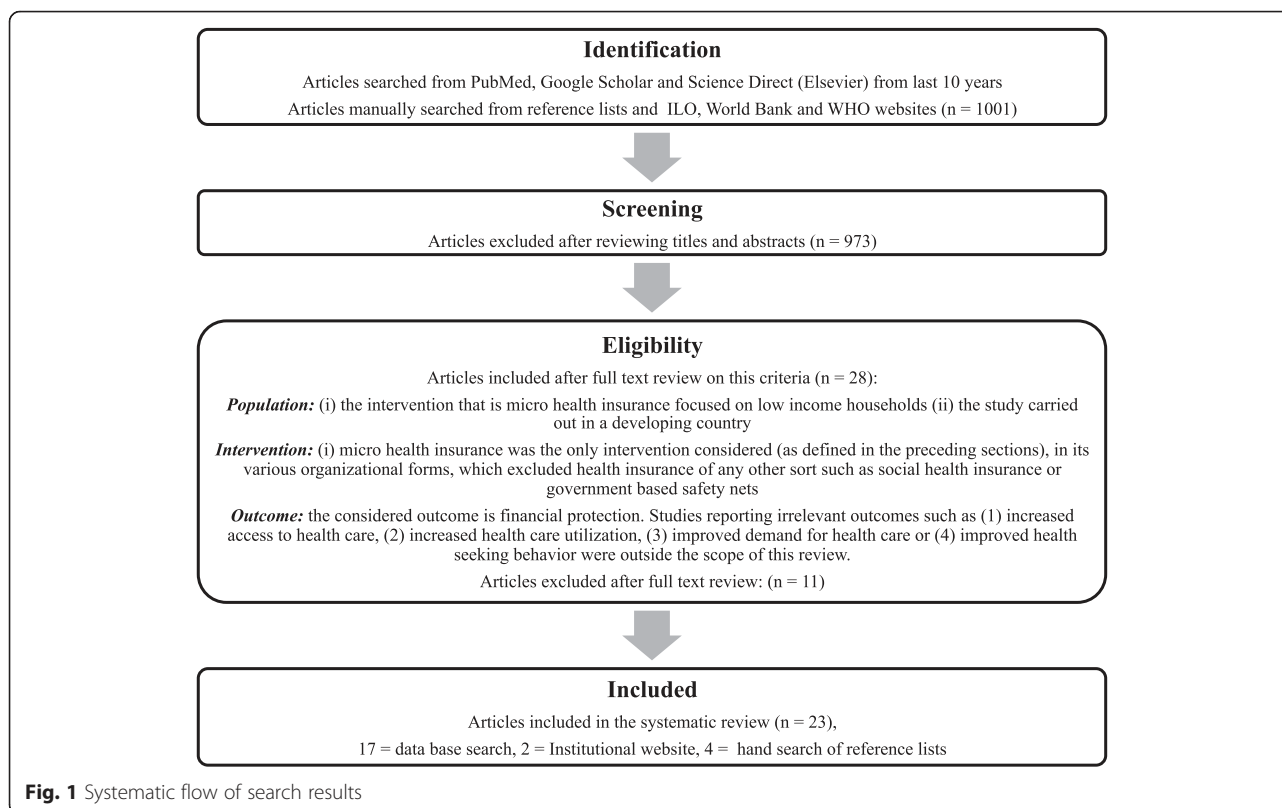 Identification
Articles searched from PubMed, Google Scholar and Science Direct (Elsevier) from last 10 years
Articles manually searched from reference lists and ILO, World Bank and WHO websites (n = 1001)
Screening
Articles excluded after reviewing titles and abstracts (n = 973)
Eligibility
Articles included after full text review on this criteria (n = 28):
Population: (i) the intervention that is micro health insurance focused on low income households (ii) the study carried
out in a developing country
Intervention: (i) micro health insurance was the only intervention considered (as defined in the preceding sections), in its
various organizational forms, which excluded health insurance of any other sort such as social health insurance or
government based safety nets
Outcome: the considered outcome is financial protection. Studies reporting irrelevant outcomes such as (1) increased
access to health care, (2) increased health care utilization, (3) improved demand for health care or (4) improved health
seeking behavior were outside the scope of this review.
Articles excluded after full text review: (n = 11)
Included
Articles included in the systematic review (n = 23),
17 = data base search, 2 = Institutional website, 4 = hand search of reference lists
Fig. 1 Systematic flow of search results